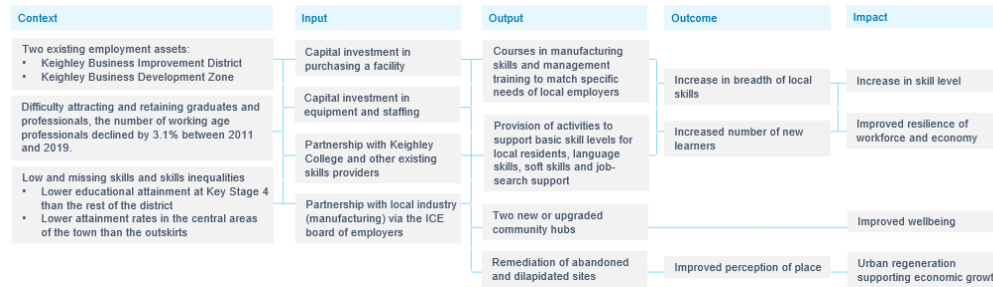 Context
Input
Output
Outcome
Impact
Two existing employment assets:
• Keighley Business Improvement District
• Keighley Business Development Zone
Difficulty attracting and retaining graduates and
professionals, the number of working age
professionals declined by 3.1% between 2011
and 2019.
Low and missing skills and skills inequalities
• Lower educational attainment at Key Stage 4
than the rest of the district
• Lower attainment rates in the central areas
of the town than the outskirts
Capital investment in
purchasing a facility
Capital investment in
equipment and staffing
Partnership with Keighley
College and other existing
skills providers
Partnership with local industry
(manufacturing) via the ICE
board of employers
Courses in manufacturing
skills and management
training to match specific
needs of local employers
Provision of activities to
support basic skill levels for
local residents, language
skills, soft skills and job-
search support
Two new or upgraded
community hubs
Remediation of abandoned
and dilapidated sites
Increase in breadth of local
skills
Increased number of new
learners
Improved perception of place
Increase in skill level
Improved resilience of
workforce and economy
Improved wellbeing
Urban regeneration
supporting economic growt